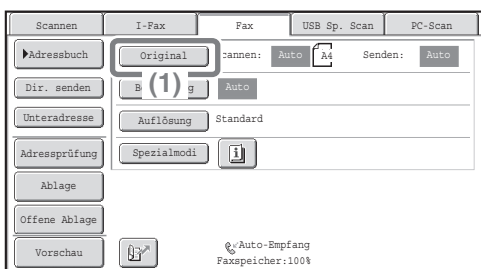 Scannen I-Fax Fax USB Sp. Scan PC-Scan
Adressbuch Original Auto A4 Senden: Auto
(1)
Dir. senden Auto
Unteradresse Auflösung Standard
Adressprüfung Spezialmodi
Ablage
Offene Ablage
Vorschau Auto-Empfang
Faxspeicher:100%